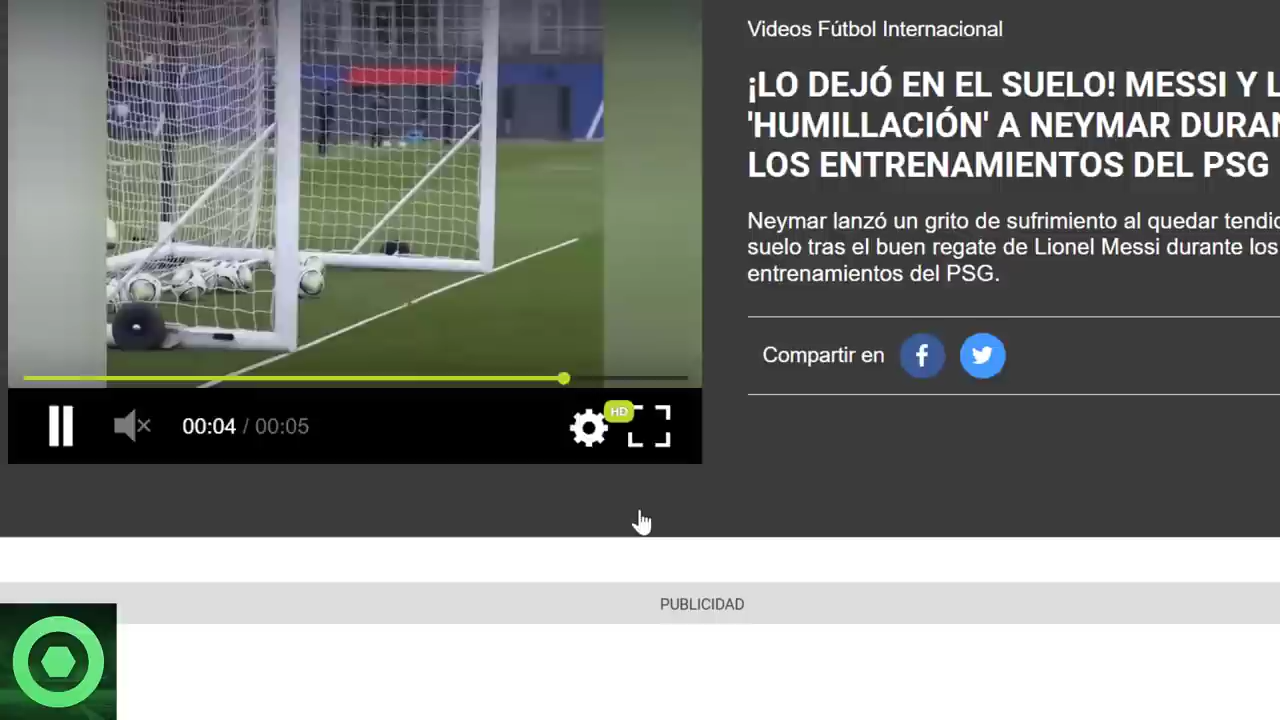 Videos Fútbol Internacional
¡LO DEJÓ EN EL SUELO! MESSI Y L
'HUMILLACIÓN' A NEYMAR DURAN
LOS ENTRENAMIENTOS DEL PSG
Neymar lanzó un grito de sufrimiento al quedar tendid
suelo tras el buen regate de Lionel Messi durante los
entrenamientos del PSG.
Compartir en
00:04 / 00:05
HD
PUBLICIDAD